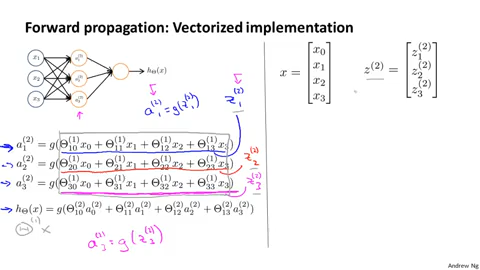 Forward propagation: Vectorized implementation
x₁
x₂
x₃
a₁⁽²⁾
a₂⁽²⁾
a₃⁽²⁾
h_Θ(x)
a₁⁽²⁾ = g(z₁⁽²⁾)
z₁⁽²⁾
a₁⁽²⁾ = g(Θ₁₀⁽¹⁾x₀ + Θ₁₁⁽¹⁾x₁ + Θ₁₂⁽¹⁾x₂ + Θ₁₃⁽¹⁾x₃)
z₂⁽²⁾
a₂⁽²⁾ = g(Θ₂₀⁽¹⁾x₀ + Θ₂₁⁽¹⁾x₁ + Θ₂₂⁽¹⁾x₂ + Θ₂₃⁽¹⁾x₃)
z₃⁽²⁾
a₃⁽²⁾ = g(Θ₃₀⁽¹⁾x₀ + Θ₃₁⁽¹⁾x₁ + Θ₃₂⁽¹⁾x₂ + Θ₃₃⁽¹⁾x₃)
h_Θ(x) = g(Θ₁₀⁽²⁾a₀⁽²⁾ + Θ₁₁⁽²⁾a₁⁽²⁾ + Θ₁₂⁽²⁾a₂⁽²⁾ + Θ₁₃⁽²⁾a₃⁽²⁾)
Θ⁽¹⁾ x
a₃⁽²⁾ = g(z₃⁽²⁾)
x = [x₀ x₁ x₂ x₃]
z⁽²⁾ = [z₁⁽²⁾ z₂⁽²⁾ z₃⁽²⁾]
Andrew Ng